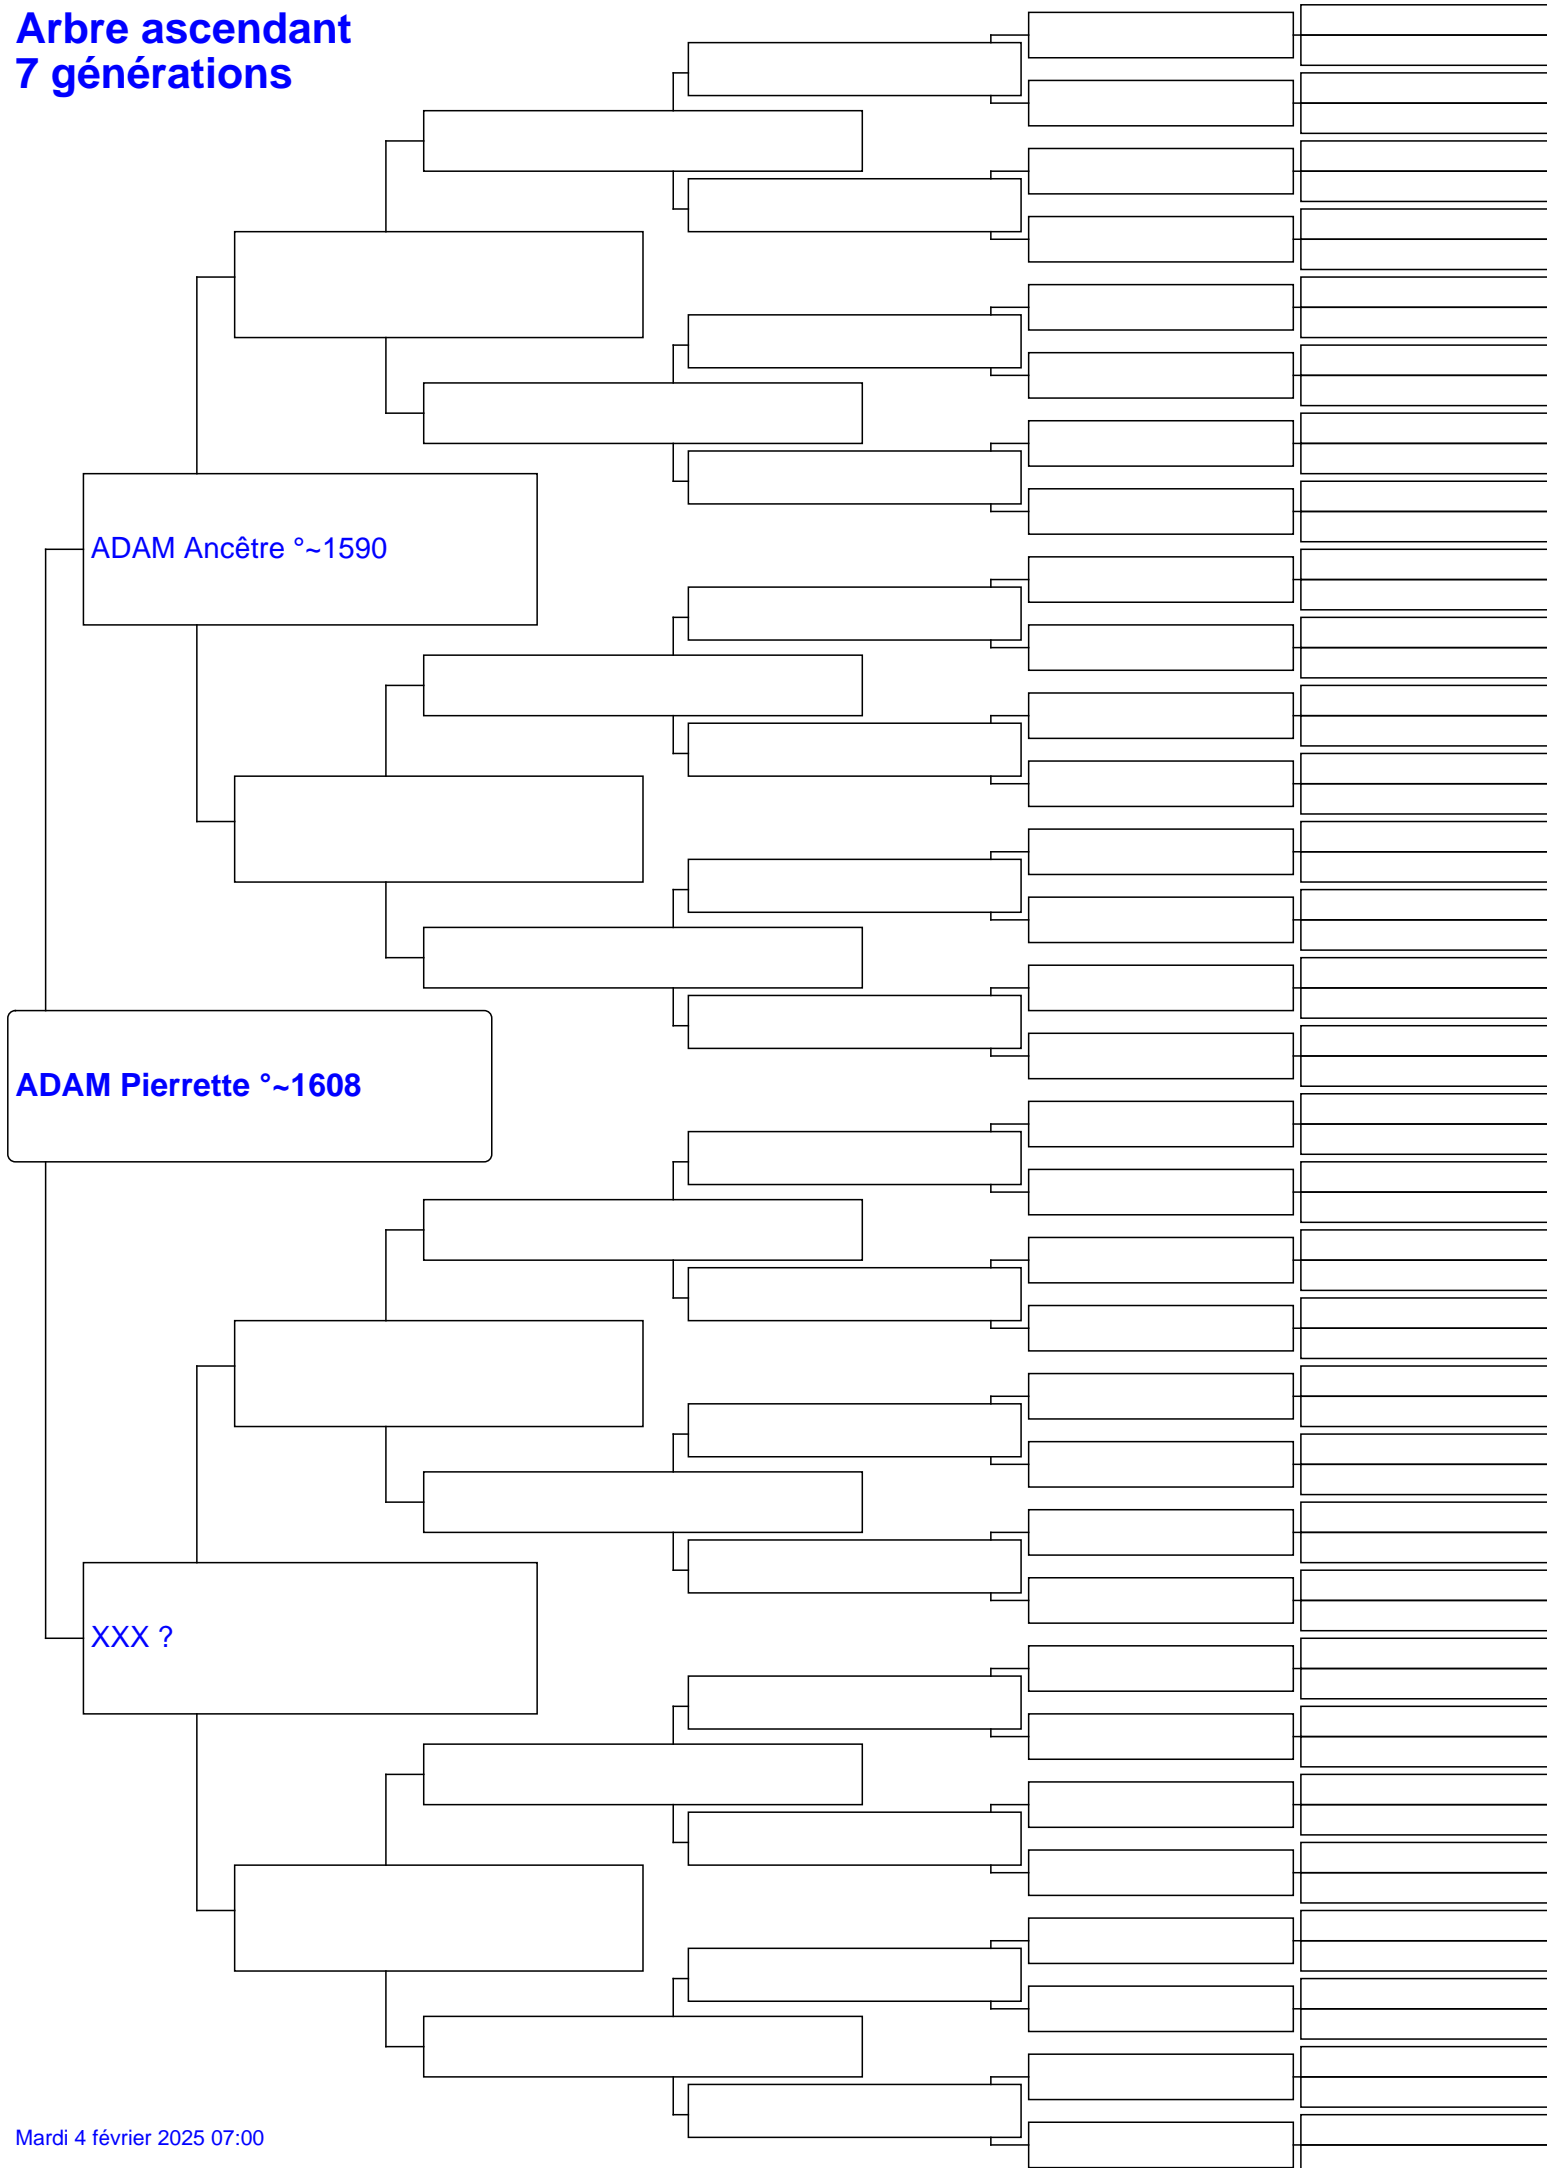 Arbre ascendant
7 générations
ADAM Ancêtre °~1590
ADAM Pierrette °~1608
XXX ?
Mardi 4 février 2025 07:00